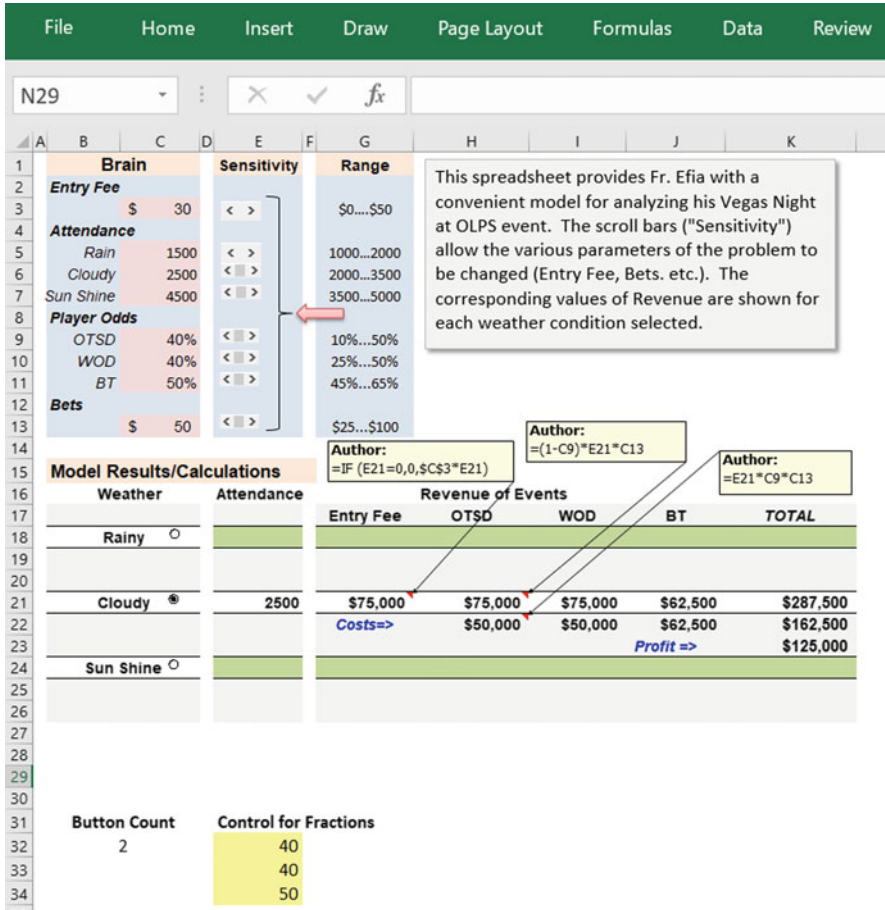 File Home Insert Draw Page Layout Formulas Data Review
N29 fx
A B C D E F G H I J K
1 Brain Sensitivity Range
2 Entry Fee
3 $ 30 < > $0....$50
4 Attendance
5 Rain 1500 < > 1000...2000
6 Cloudy 2500 < > 2000...3500
7 Sun Shine 4500 < > 3500...5000
8 Player Odds
9 OTSD 40% < > 10%...50%
10 WOD 40% < > 25%...50%
11 BT 50% < > 45%...65%
12 Bets
13 $ 50 < > $25...$100
This spreadsheet provides Fr. Efia with a
convenient model for analyzing his Vegas Night
at OLPS event. The scroll bars ("Sensitivity")
allow the various parameters of the problem to
be changed (Entry Fee, Bets. etc.). The
corresponding values of Revenue are shown for
each weather condition selected.
14
Author:
=IF (E21=0,0,$C$3*E21)
Author:
=(1-C9)*E21*C13
Author:
=E21*C9*C13
15 Model Results/Calculations
16 Weather Attendance Revenue of Events
17 Entry Fee OTSD WOD BT TOTAL
18 Rainy
19
20
21 Cloudy 2500 $75,000 $75,000 $75,000 $62,500 $287,500
22 Costs=> $50,000 $50,000 $62,500 $162,500
23 Profit => $125,000
24 Sun Shine
25
26
27
28
29
30
31 Button Count Control for Fractions
32 2 40
33 40
34 50